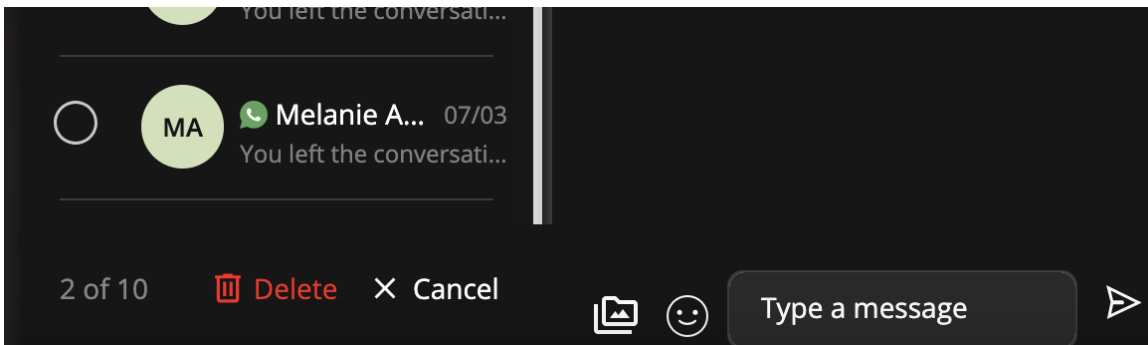 You left the conversati...
MA
Melanie A... 07/03
You left the conversati...
2 of 10 Delete Cancel
Type a message